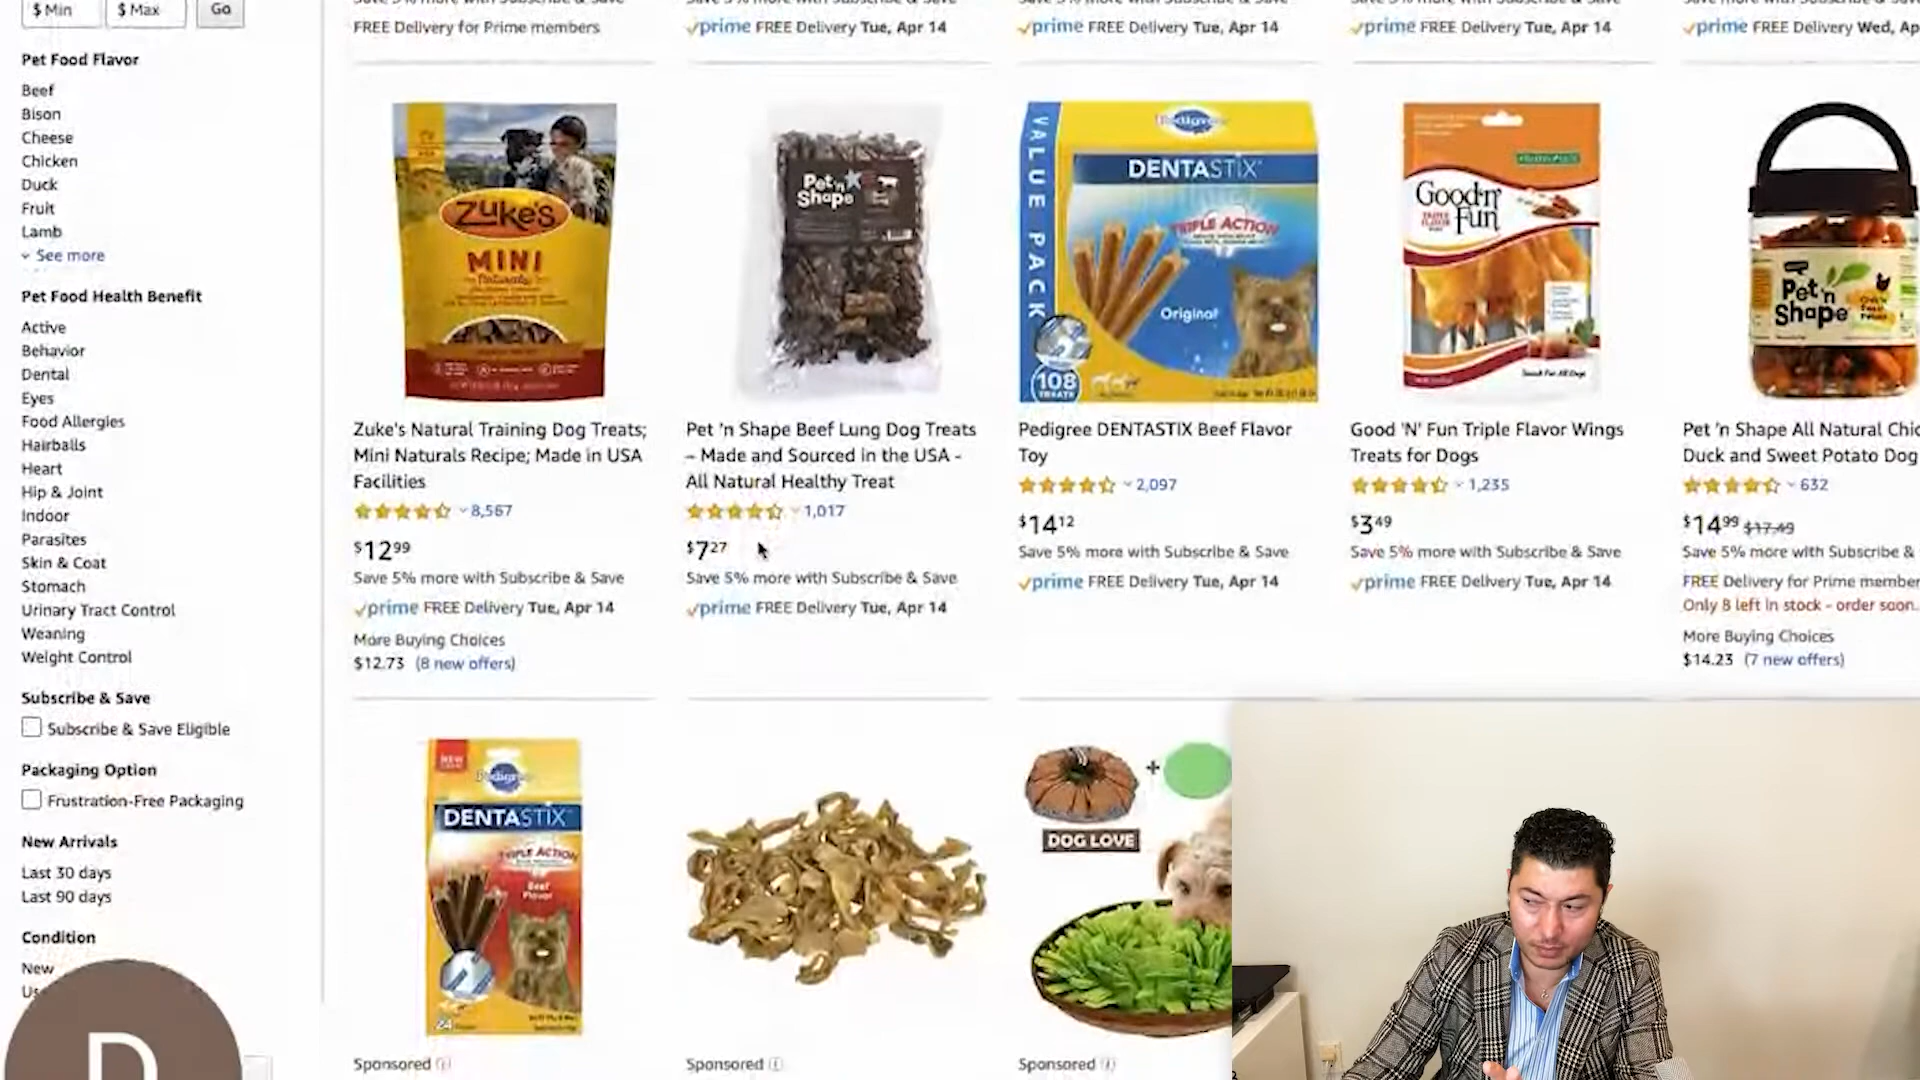 $ Min
$ Max
Go
FREE Delivery for Prime members
prime FREE Delivery Tue, Apr 14
prime FREE Delivery Tue, Apr 14
prime FREE Delivery Tue, Apr 14
prime FREE Delivery Wed, Ap
Pet Food Flavor
Beef
Bison
Cheese
Chicken
Duck
Fruit
Lamb
See more
Pet Food Health Benefit
Active
Behavior
Dental
Eyes
Food Allergies
Hairballs
Heart
Hip & Joint
Indoor
Parasites
Skin & Coat
Stomach
Urinary Tract Control
Weaning
Weight Control
Subscribe & Save
Subscribe & Save Eligible
Packaging Option
Frustration-Free Packaging
New Arrivals
Last 30 days
Last 90 days
Condition
New
Us
D
Zuke's
MINI
Naturals
Pet 'n
Shape
VALUE PACK
Pedigree
DENTASTIX
TRIPLE ACTION
Original
108
TREATS
Good 'n'
Fun
Pet 'n
Shape
Zuke's Natural Training Dog Treats;
Mini Naturals Recipe; Made in USA
Facilities
8,567
$12 99
Save 5% more with Subscribe & Save
prime FREE Delivery Tue, Apr 14
More Buying Choices
$12.73 (8 new offers)
Pet 'n Shape Beef Lung Dog Treats
– Made and Sourced in the USA -
All Natural Healthy Treat
1,017
$7 27
Save 5% more with Subscribe & Save
prime FREE Delivery Tue, Apr 14
Pedigree DENTASTIX Beef Flavor
Toy
2,097
$14 12
Save 5% more with Subscribe & Save
prime FREE Delivery Tue, Apr 14
Good 'N' Fun Triple Flavor Wings
Treats for Dogs
1,235
$3 49
Save 5% more with Subscribe & Save
prime FREE Delivery Tue, Apr 14
Pet 'n Shape All Natural Chic
Duck and Sweet Potato Dog
632
$14 99 $17.49
Save 5% more with Subscribe &
FREE Delivery for Prime member
Only 8 left in stock - order soon.
More Buying Choices
$14.23 (7 new offers)
NEW
Pedigree
DENTASTIX
TRIPLE ACTION
Beef
Flavor
24
+
DOG LOVE
Sponsored
Sponsored
Sponsored